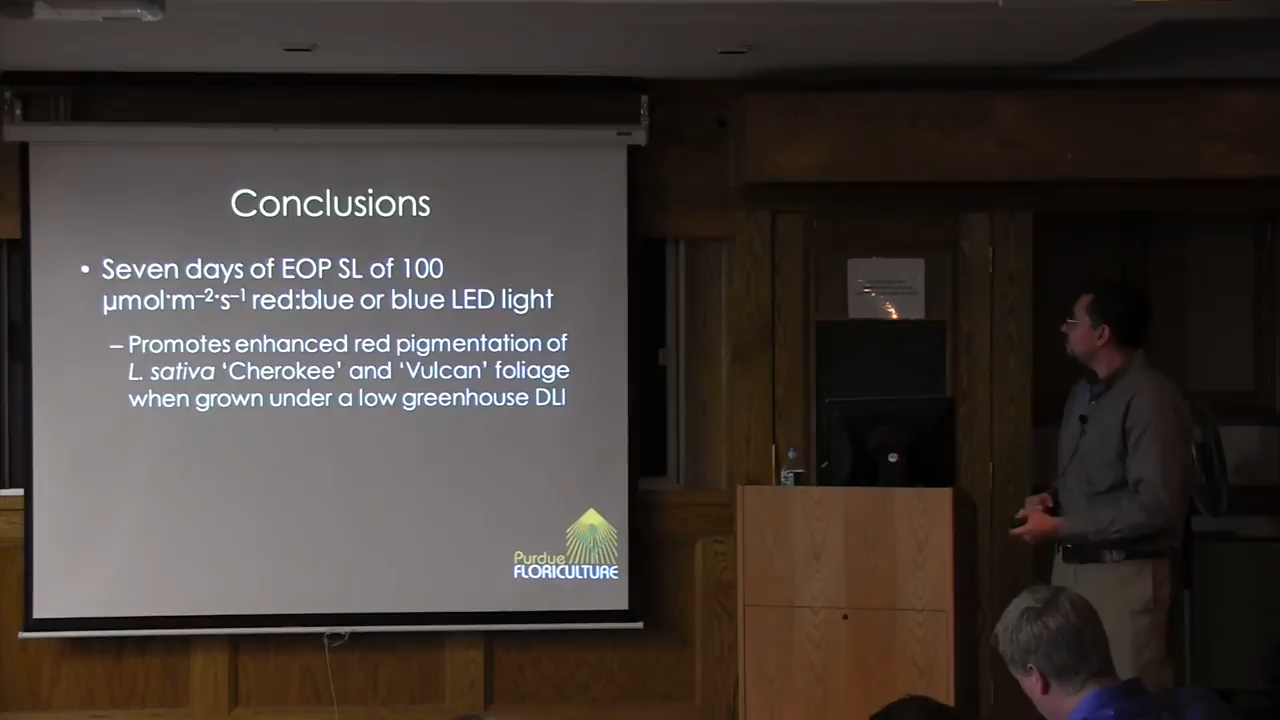 Conclusions
• Seven days of EOP SL of 100
µmol·m–2·s–1 red:blue or blue LED light
– Promotes enhanced red pigmentation of
L. sativa ‘Cherokee’ and ‘Vulcan’ foliage
when grown under a low greenhouse DLI
Purdue
FLORICULTURE